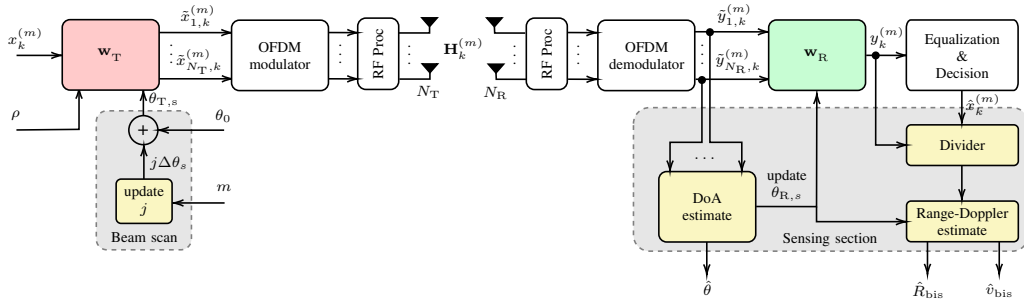 x_k^{(m)}
w_T
x̃_{1,k}^{(m)}
x̃_{N_T,k}^{(m)}
OFDM
modulator
RF Proc
N_T
H_k^{(m)}
N_R
RF Proc
OFDM
demodulator
ỹ_{1,k}^{(m)}
ỹ_{N_R,k}^{(m)}
w_R
y_k^{(m)}
Equalization
&
Decision
x̂_k^{(m)}
ρ
θ_{T,s}
+
θ_0
jΔθ_s
update
j
m
Beam scan
. . .
DoA
estimate
update
θ_{R,s}
Divider
Range-Doppler
estimate
Sensing section
θ̂
R̂_{bis}
v̂_{bis}